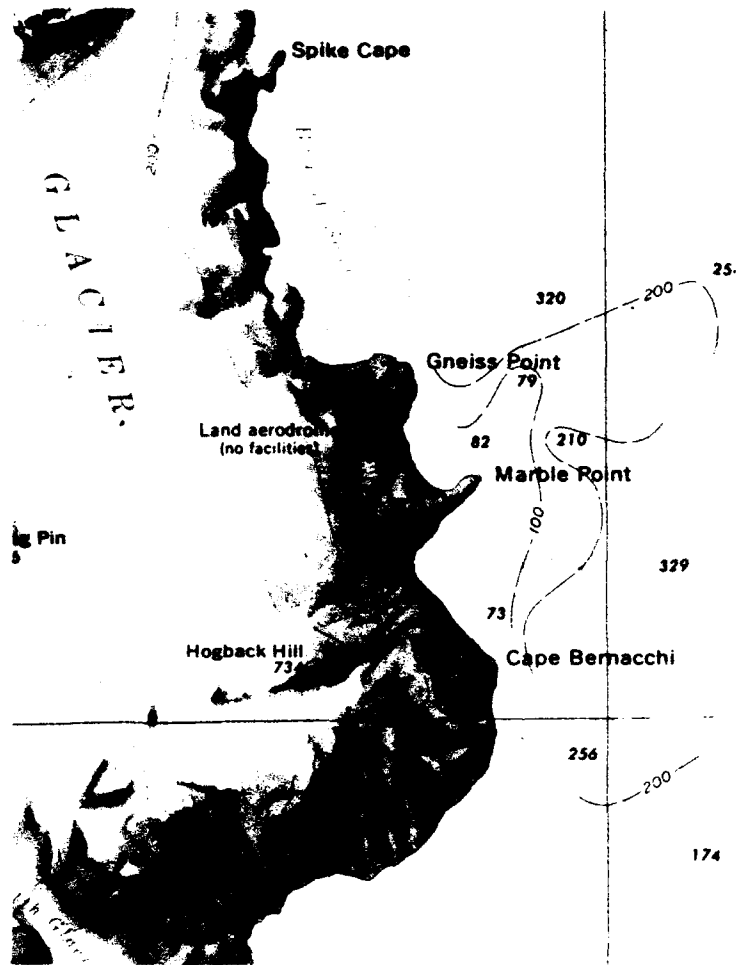 Spike Cape
GLACIER
200
320
200
Gneiss Point
79
Land aerodrome
(no facilities)
82
210
Marble Point
100
Pin
329
73
Hogback Hill
734
Cape Bernacchi
256
200
174